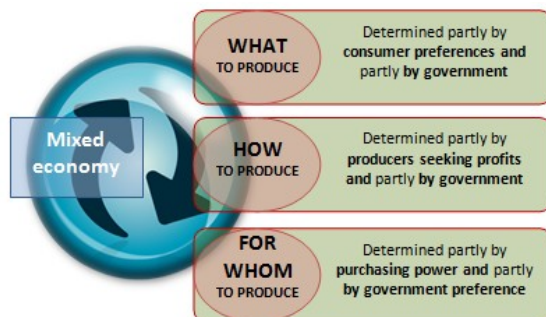 Mixed
economy
WHAT
TO PRODUCE
Determined partly by
consumer preferences and
partly by government
HOW
TO PRODUCE
Determined partly by
producers seeking profits
and partly by government
FOR
WHOM
TO PRODUCE
Determined partly by
purchasing power and partly
by government preference